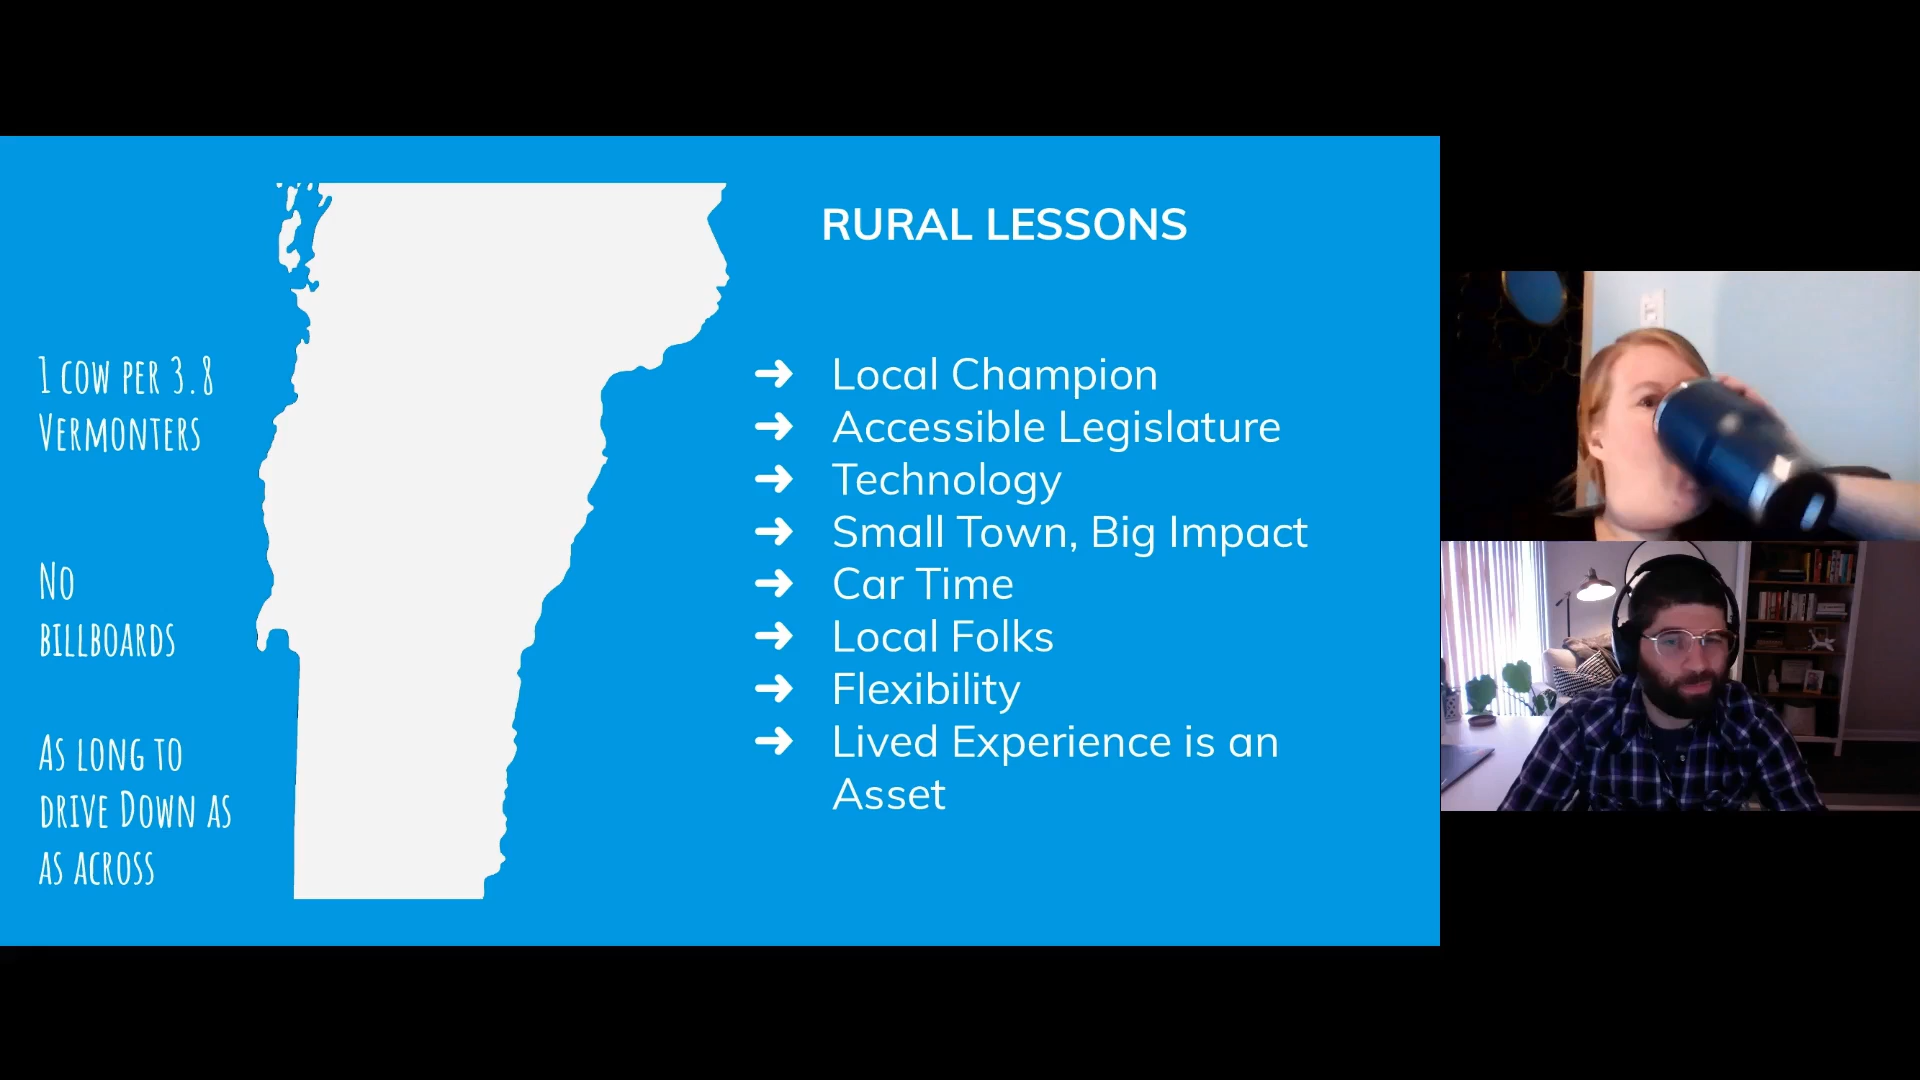 RURAL LESSONS
1 cow per 3.8
Vermonters
No
billboards
As long to
drive Down as
as across
➜ Local Champion
➜ Accessible Legislature
➜ Technology
➜ Small Town, Big Impact
➜ Car Time
➜ Local Folks
➜ Flexibility
➜ Lived Experience is an
Asset